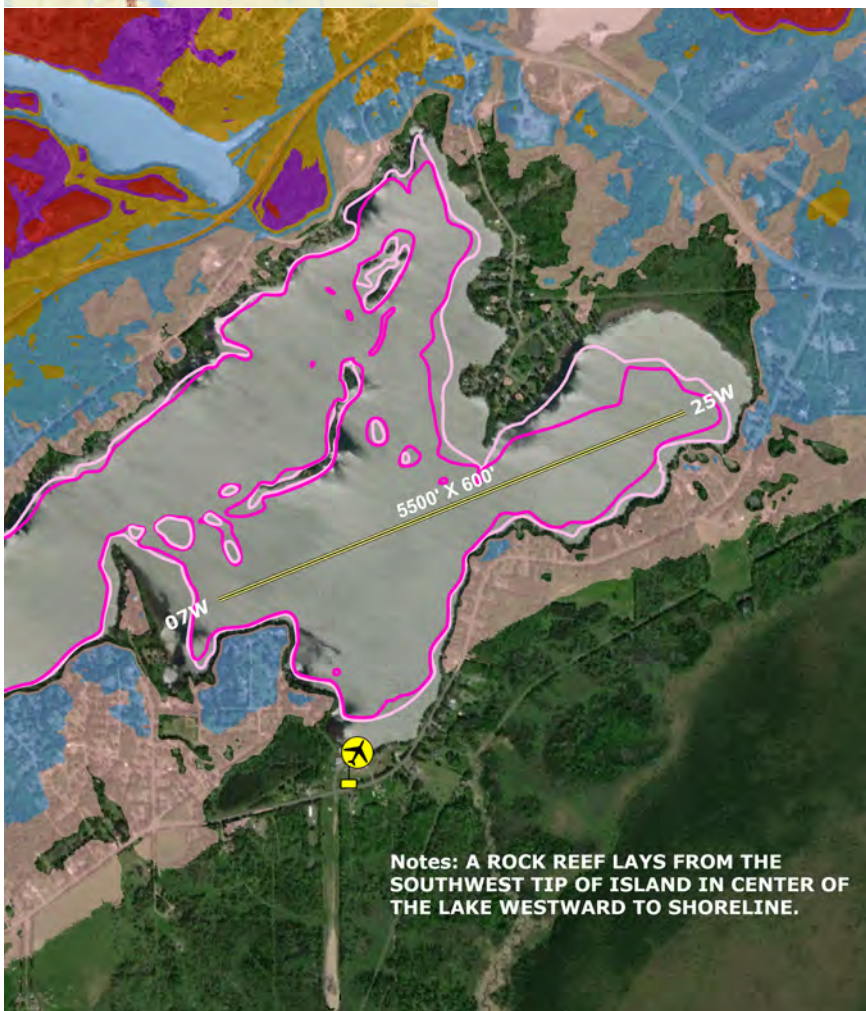 25W
5500' X 600'
07W
Notes: A ROCK REEF LAYS FROM THE
SOUTHWEST TIP OF ISLAND IN CENTER OF
THE LAKE WESTWARD TO SHORELINE.